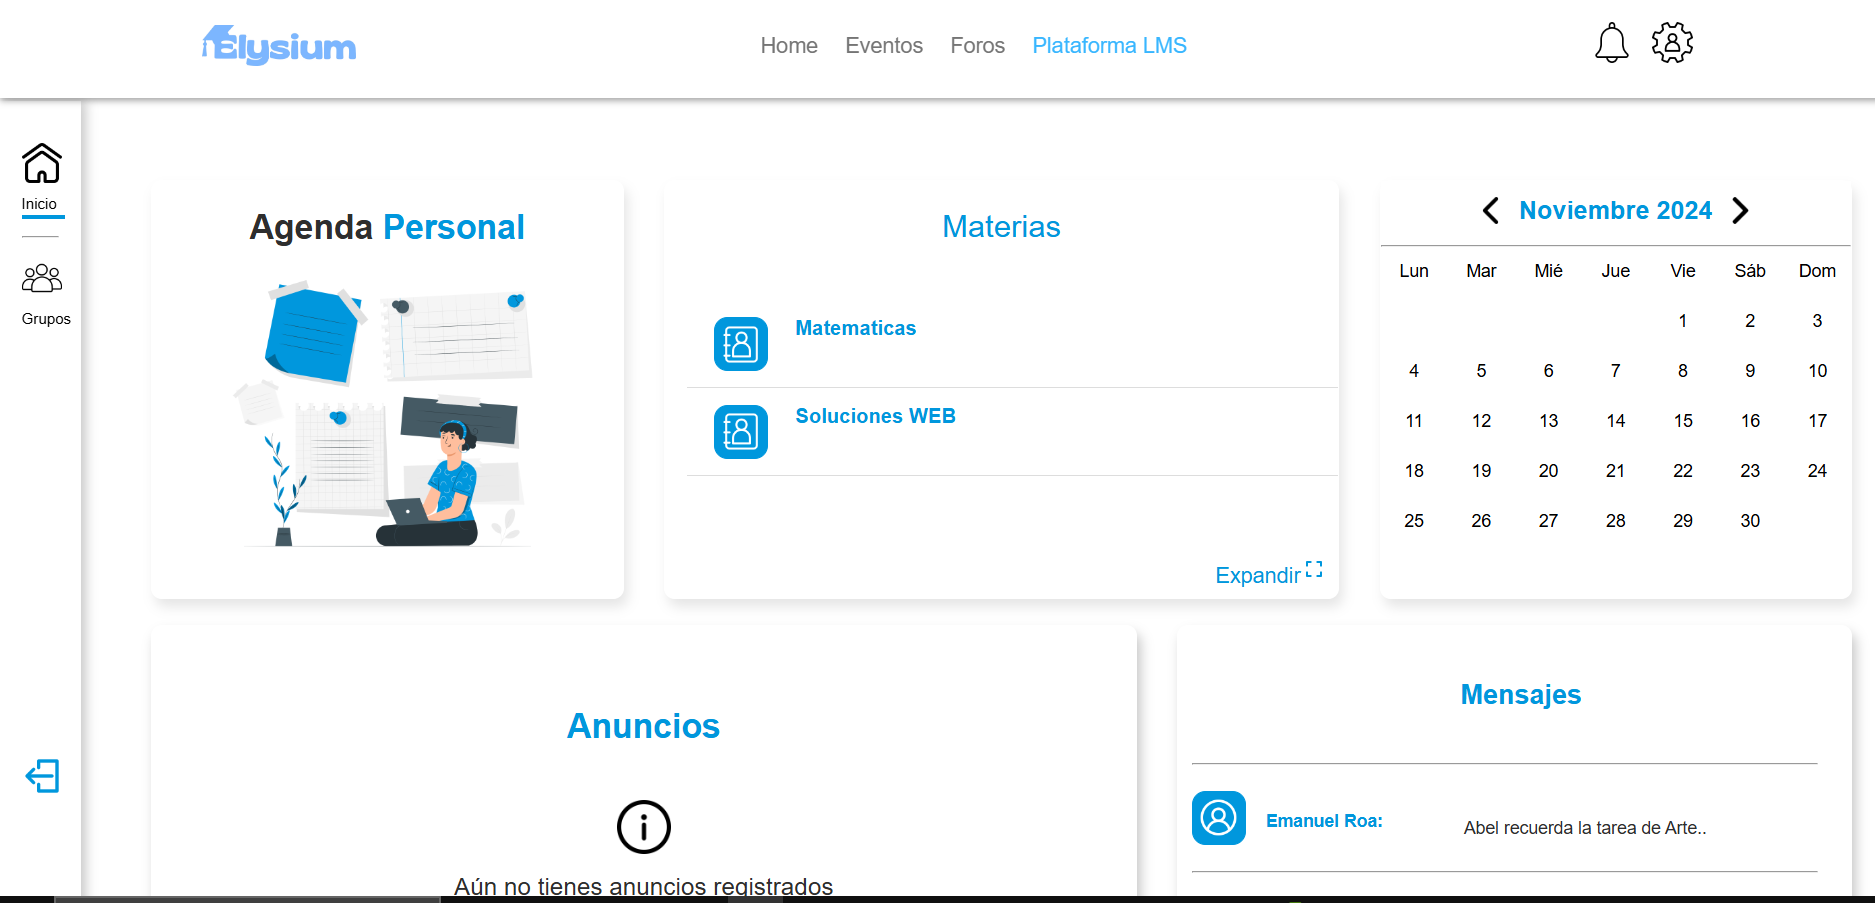 Elysium
Home Eventos Foros Plataforma LMS
Inicio
Grupos
Agenda Personal
Materias
Matematicas
Soluciones WEB
Expandir
Noviembre 2024
Lun Mar Mié Jue Vie Sáb Dom
1 2 3
4 5 6 7 8 9 10
11 12 13 14 15 16 17
18 19 20 21 22 23 24
25 26 27 28 29 30
Anuncios
Aún no tienes anuncios registrados
Mensajes
Emanuel Roa: Abel recuerda la tarea de Arte..